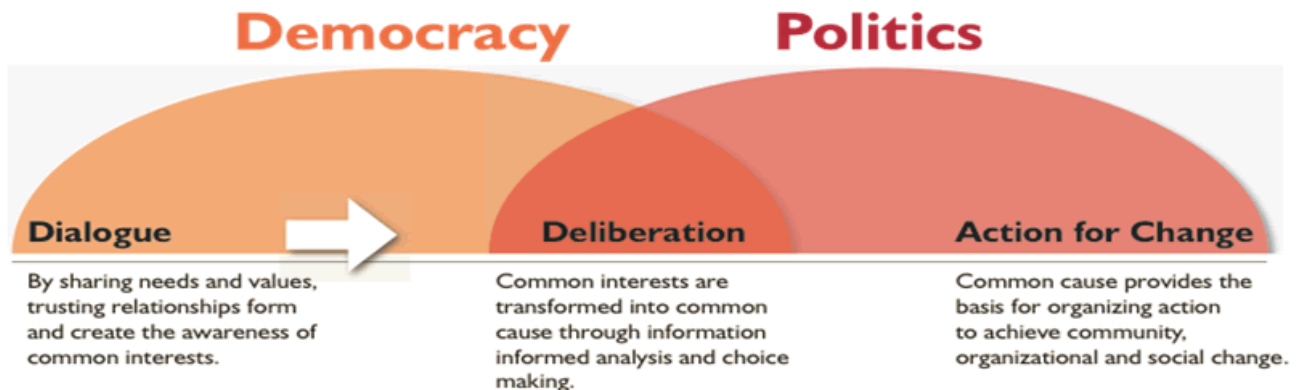 Democracy
Politics
Dialogue
Deliberation
Action for Change
By sharing needs and values,
trusting relationships form
and create the awareness of
common interests.
Common interests are
transformed into common
cause through information
informed analysis and choice
making.
Common cause provides the
basis for organizing action
to achieve community,
organizational and social change.